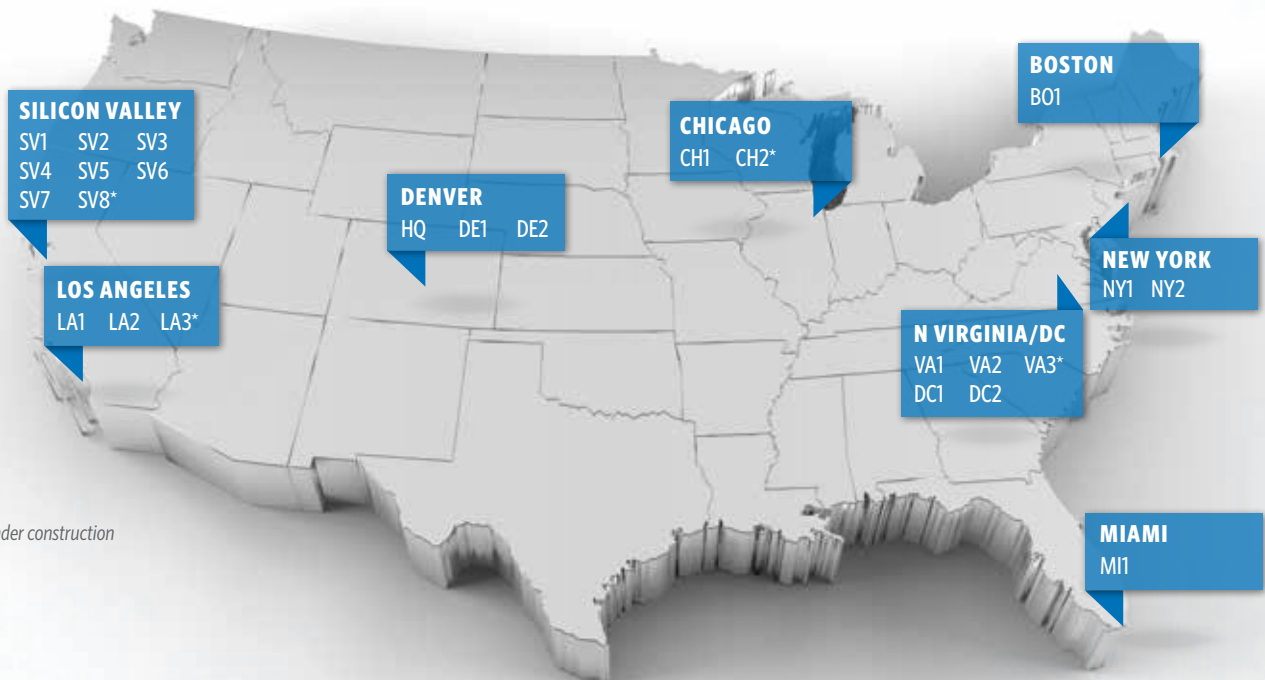 SILICON VALLEY
SV1 SV2 SV3
SV4 SV5 SV6
SV7 SV8*
LOS ANGELES
LA1 LA2 LA3*
DENVER
HQ DE1 DE2
CHICAGO
CH1 CH2*
BOSTON
BO1
NEW YORK
NY1 NY2
N VIRGINIA/DC
VA1 VA2 VA3*
DC1 DC2
MIAMI
MI1
construction